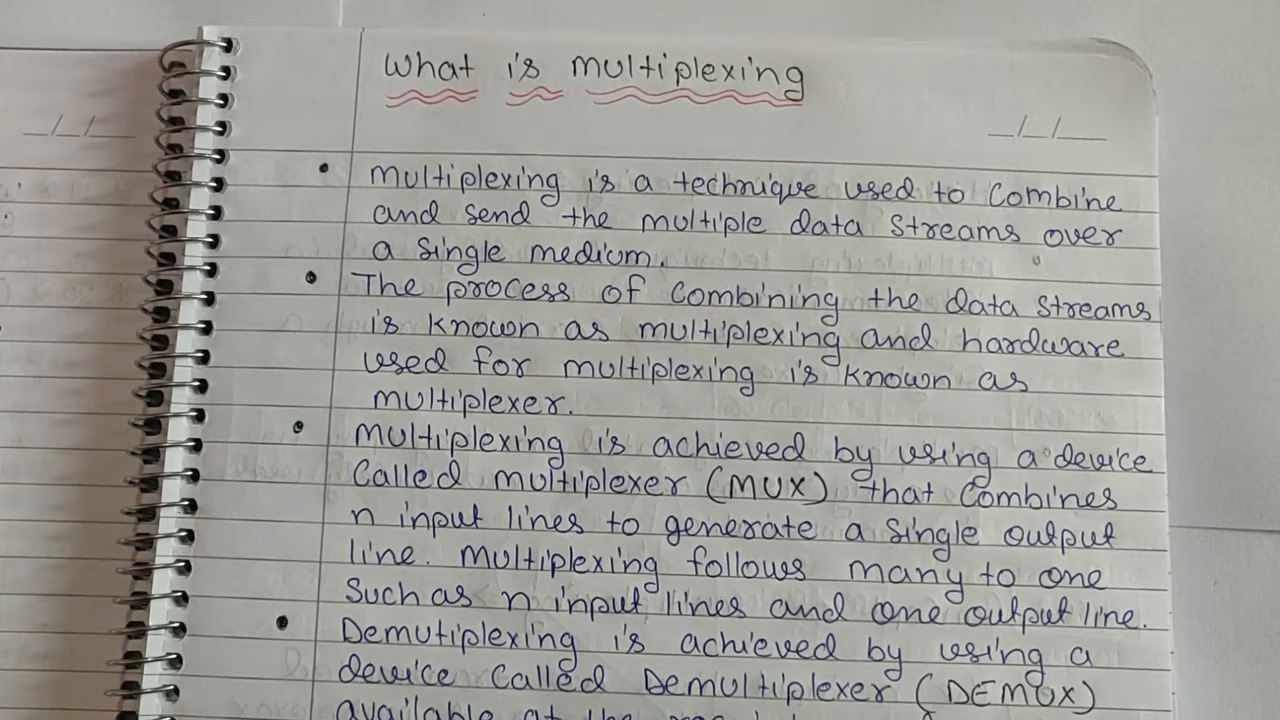 What is multiplexing
_/_/__
_/_/__
• multiplexing is a technique used to combine
and send the multiple data streams over
a single medium.
• The process of combining the data streams
is known as multiplexing and hardware
used for multiplexing is known as
multiplexer.
• multiplexing is achieved by using a device
called multiplexer (MUX) that combines
n input lines to generate a single output
line. multiplexing follows many to one
Such as n input lines and one output line.
• Demutiplexing is achieved by using a
device called Demultiplexer (DEMUX)
available at the